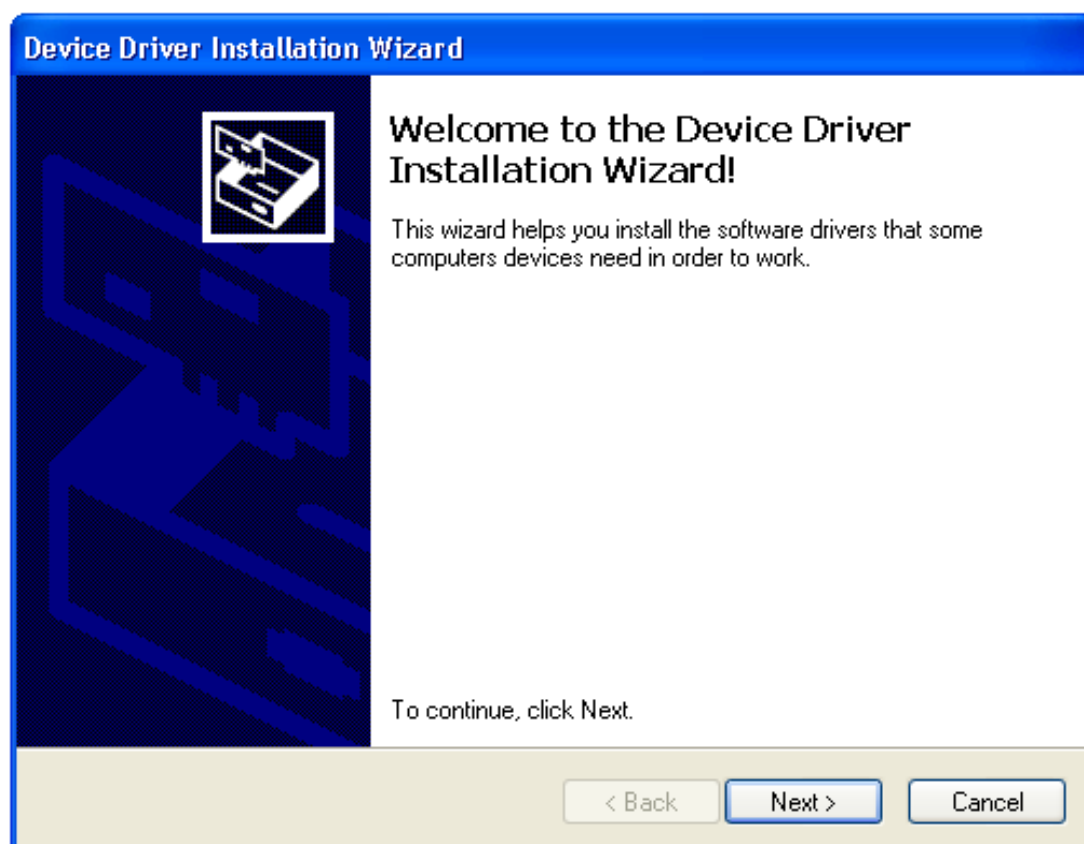 Device Driver Installation Wizard
Welcome to the Device Driver
Installation Wizard!
This wizard helps you install the software drivers that some
computers devices need in order to work.
To continue, click Next.
< Back
Next >
Cancel